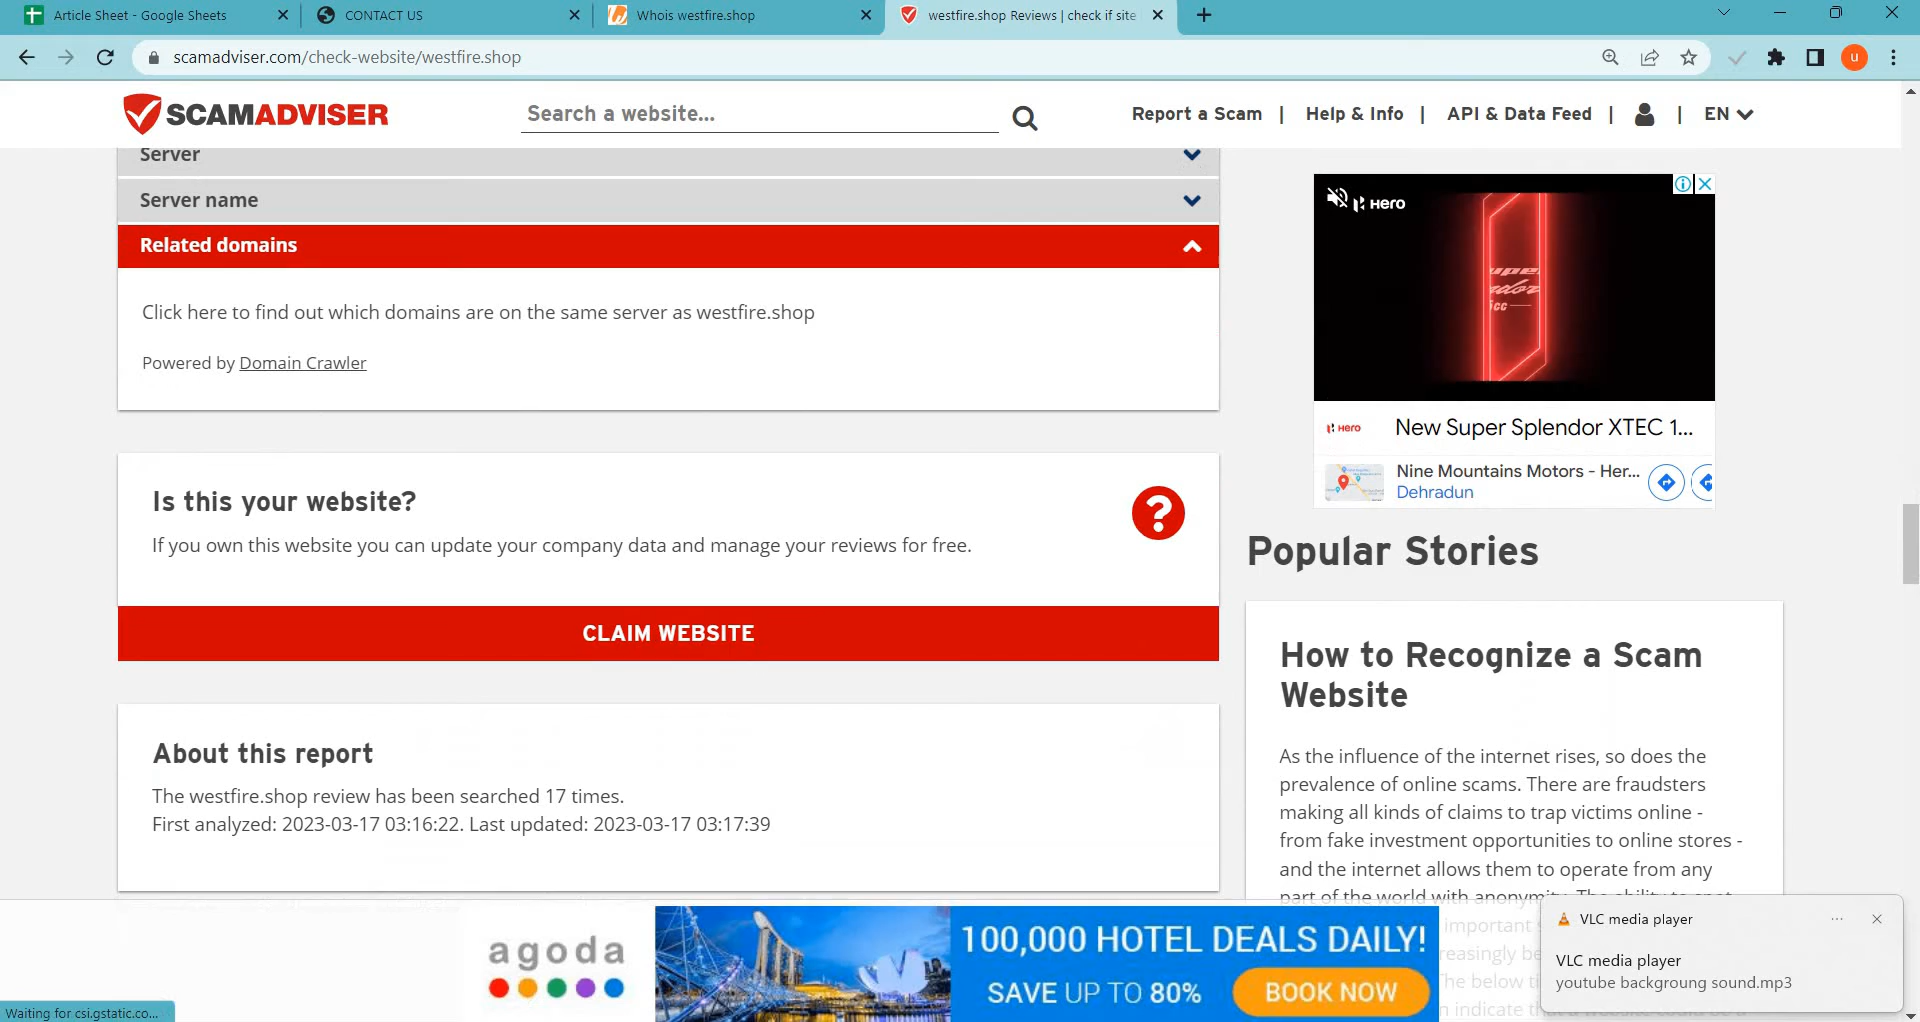 Article Sheet - Google Sheets
CONTACT US
Whois westfire.shop
westfire.shop Reviews | check if site
scamadviser.com/check-website/westfire.shop
u
SCAMADVISER
Search a website...
Report a Scam | Help & Info | API & Data Feed | | EN
Server
Server name
Related domains
Click here to find out which domains are on the same server as westfire.shop
Powered by Domain Crawler
Is this your website?
If you own this website you can update your company data and manage your reviews for free.
?
CLAIM WEBSITE
About this report
The westfire.shop review has been searched 17 times.
First analyzed: 2023-03-17 03:16:22. Last updated: 2023-03-17 03:17:39
Hero
Hero
New Super Splendor XTEC 1...
Nine Mountains Motors - Her...
Dehradun
Popular Stories
How to Recognize a Scam
Website
As the influence of the internet rises, so does the
prevalence of online scams. There are fraudsters
making all kinds of claims to trap victims online -
from fake investment opportunities to online stores -
and the internet allows them to operate from any
part of the world with anonymity. The ability to spot
important
agoda
100,000 HOTEL DEALS DAILY!
SAVE UP TO 80%
BOOK NOW
VLC media player
VLC media player
youtube backgroung sound.mp3
Waiting for csi.gstatic.co...